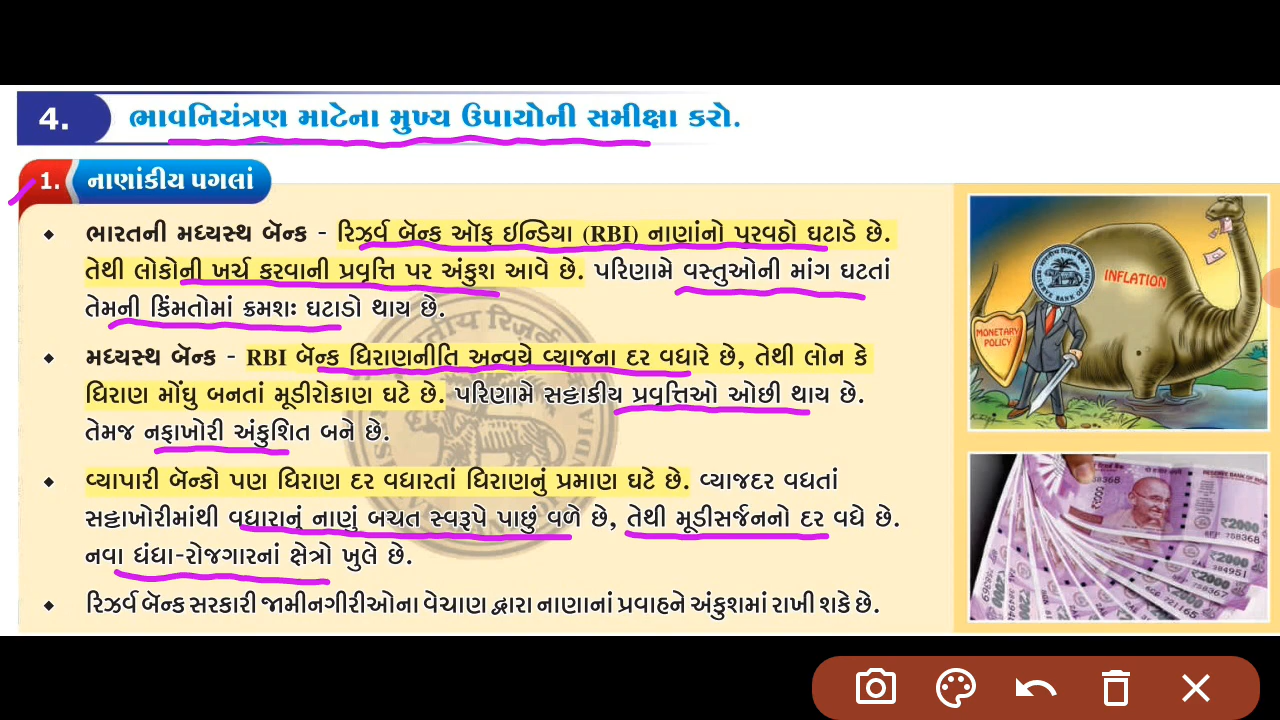 4. ભાવનિયંત્રણ માટેના મુખ્ય ઉપાયોની સમીક્ષા કરો.
1. નાણાંકીય પગલાં
◆ ભારતની મધ્યસ્થ બૅન્ક - રિઝર્વ બૅન્ક ઑફ ઇન્ડિયા (RBI) નાણાંનો પૂરવઠો ઘટાડે છે.
તેથી લોકોની ખર્ચ કરવાની પ્રવૃત્તિ પર અંકુશ આવે છે. પરિણામે વસ્તુઓની માંગ ઘટતાં
તેમની કિંમતોમાં ક્રમશઃ ઘટાડો થાય છે.
◆ મધ્યસ્થ બૅન્ક - RBI બૅન્ક ધિરાણનીતિ અન્વયે વ્યાજના દર વધારે છે, તેથી લોન કે
ધિરાણ મોંઘુ બનતાં મૂડીરોકાણ ઘટે છે. પરિણામે સટ્ટાકીય પ્રવૃત્તિઓ ઓછી થાય છે.
તેમજ નફાખોરી અંકુશિત બને છે.
◆ વ્યાપારી બૅન્કો પણ ધિરાણ દર વધારતાં ધિરાણનું પ્રમાણ ઘટે છે. વ્યાજદર વધતાં
સટ્ટાખોરીમાંથી વધારાનું નાણું બચત સ્વરૂપે પાછું વળે છે, તેથી મૂડીસર્જનનો દર વધે છે.
નવા ધંધા-રોજગારનાં ક્ષેત્રો ખુલે છે.
◆ રિઝર્વ બૅન્ક સરકારી જામીનગીરીઓના વેચાણ દ્વારા નાણાનાં પ્રવાહને અંકુશમાં રાખી શકે છે.
INFLATION
MONETARY
POLICY
₹2000